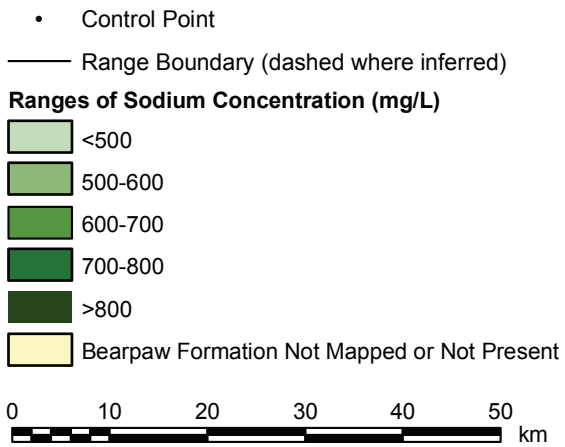 Control Point
Range Boundary (dashed where inferred)
Ranges of Sodium Concentration (mg/L)
<500
500-600
600-700
700-800
>800
Bearpaw Formation Not Mapped or Not Present
0 10 20 30 40 50
km